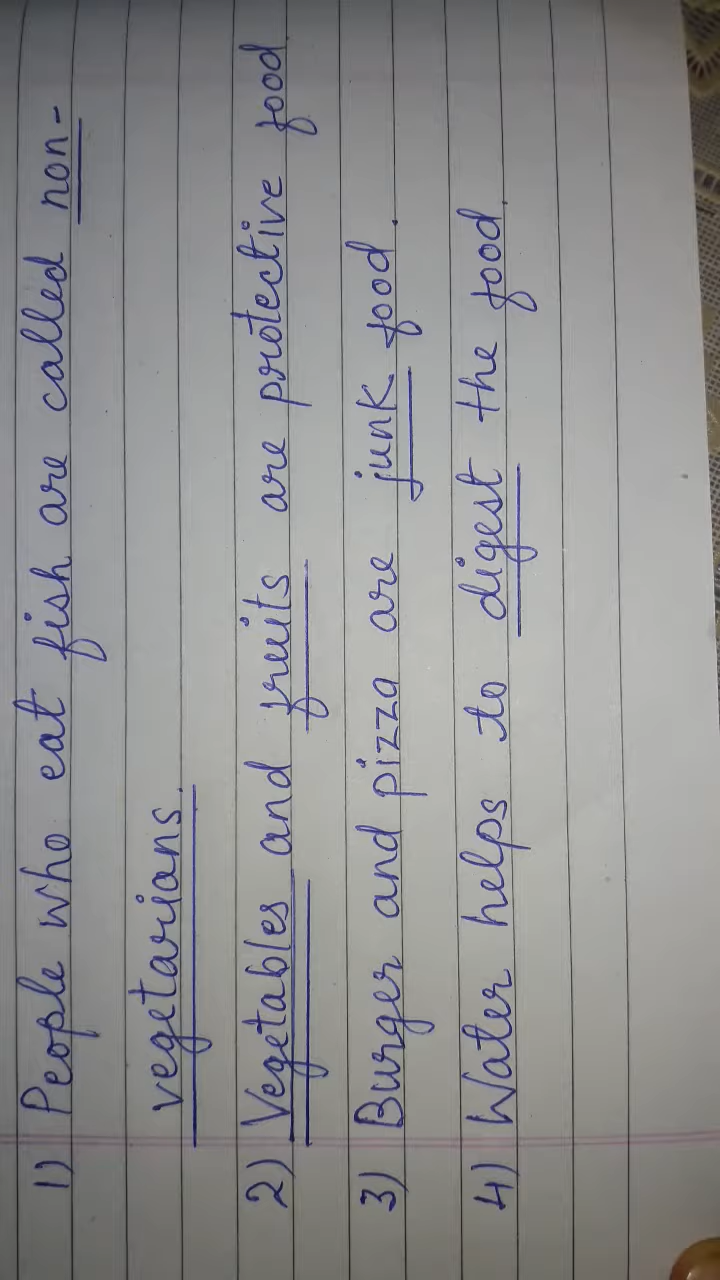 1) People who eat fish are called non-
vegetarians.
2) Vegetables and fruits are protective food
3) Burger and pizza are junk food.
4) Water helps to digest the food.